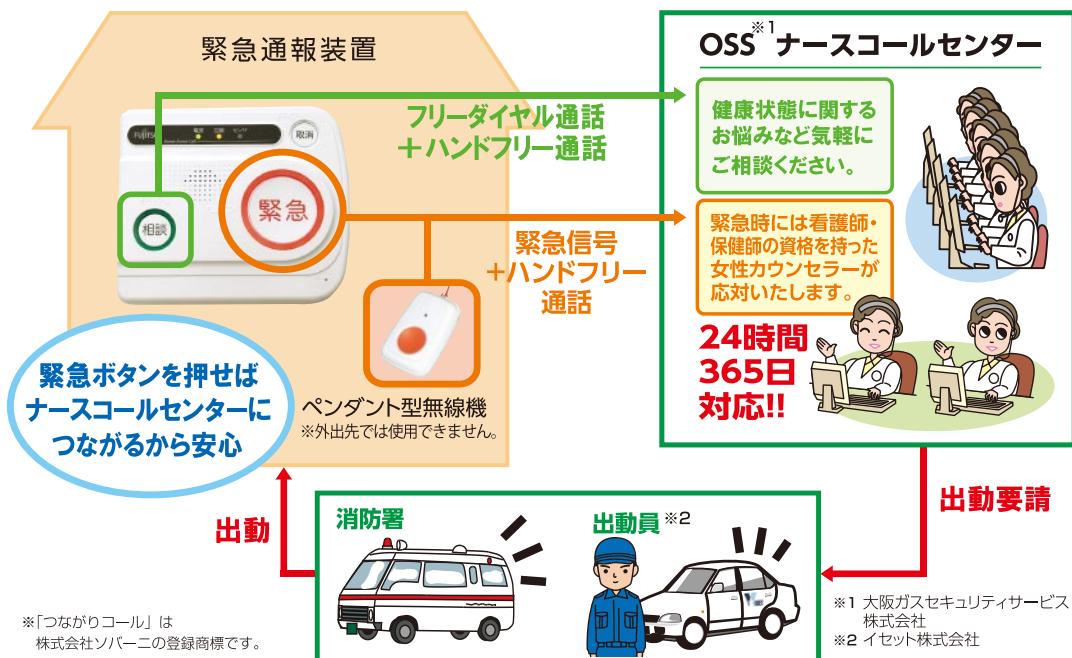 緊急通報装置
FUJITSU
電源
取消
相談
緊急
フリーダイヤル通話
＋ハンドフリー通話
緊急信号
＋ハンドフリー
通話
ペンダント型無線機
※外出先では使用できません。
緊急ボタンを押せば
ナースコールセンターに
つながるから安心
OSS※1ナースコールセンター
健康状態に関する
お悩みなど気軽に
ご相談ください。
緊急時には看護師・
保健師の資格を持った
女性カウンセラーが
応対いたします。
24時間
365日
対応!!
出動要請
出動
消防署
出動員※2
※「つながりコール」は
株式会社ソバーニの登録商標です。
※1 大阪ガスセキュリティサービス
株式会社
※2 イセット株式会社